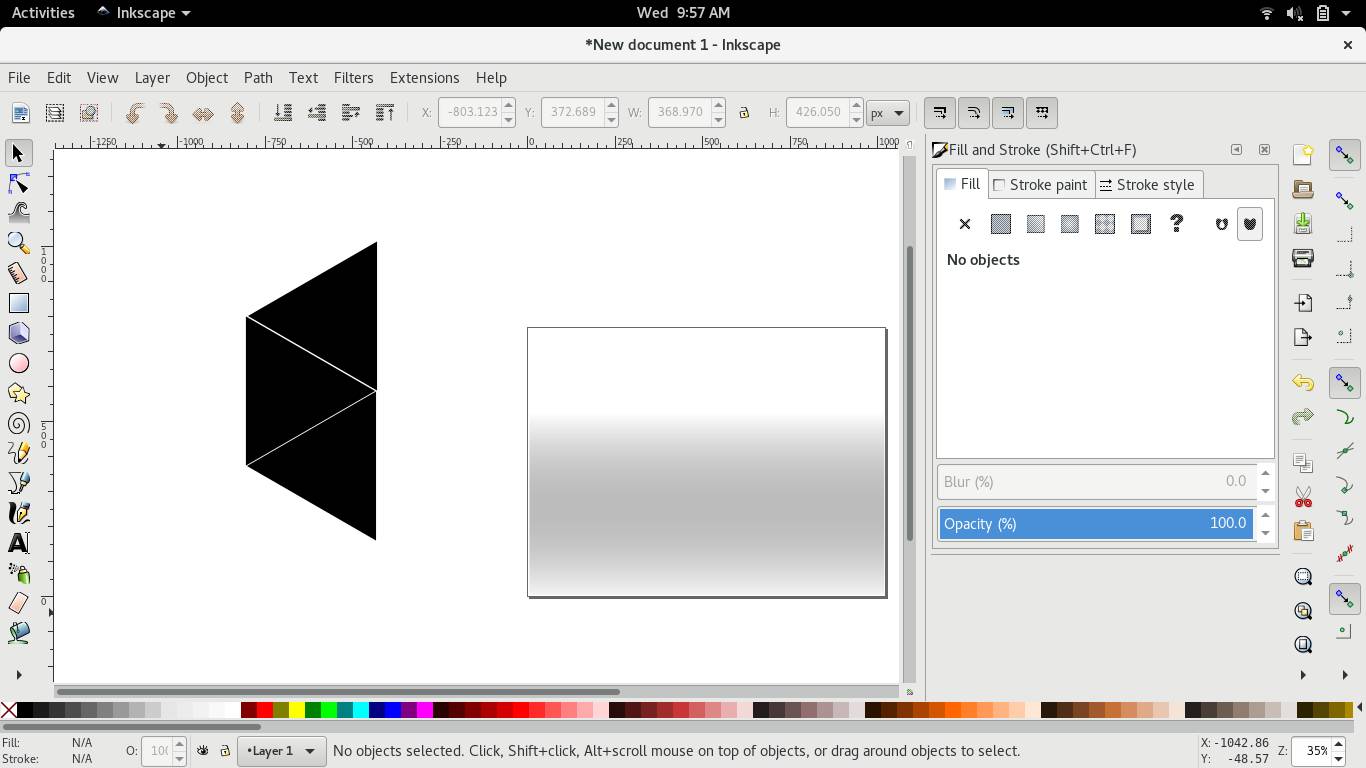 Activities Inkscape Wed 9:57 AM
*New document 1 - Inkscape
File Edit View Layer Object Path Text Filters Extensions Help
X: -803.123 Y: 372.689 W: 368.970 H: 426.050 px
-1250 -1000 -750 -500 -250 0 250 500 750 1000
Fill and Stroke (Shift+Ctrl+F)
Fill Stroke paint Stroke style
No objects
1000
500
0
Blur (%) 0.0
Opacity (%) 100.0
Fill: N/A
Stroke: N/A
O: •Layer 1 No objects selected. Click, Shift+click, Alt+scroll mouse on top of objects, or drag around objects to select.
X: -1042.86
Y: -48.57
Z: 35%